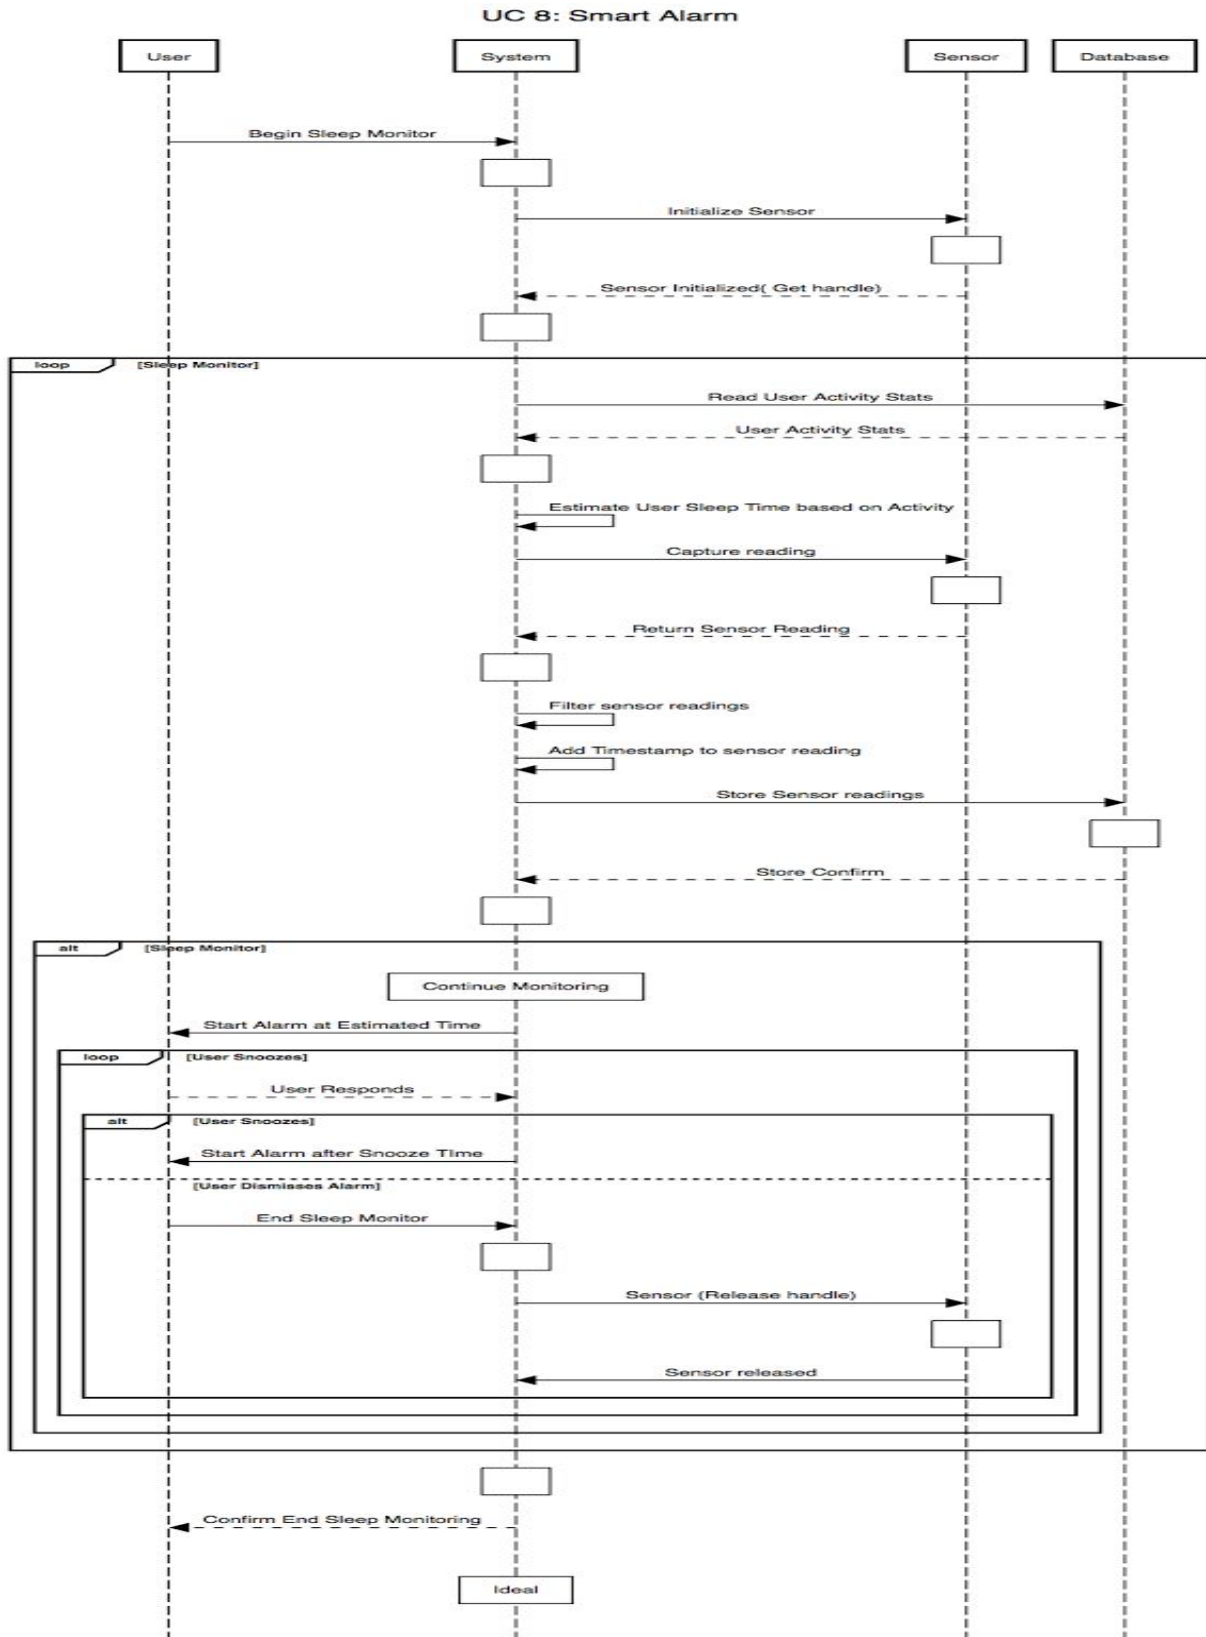 UC 8: Smart Alarm
User
System
Sensor
Database
Begin Sleep Monitor
Initialize Sensor
Sensor Initialized( Get handle)
loop
[Sleep Monitor]
Read User Activity Stats
User Activity Stats
Estimate User Sleep Time based on Activity
Capture reading
Return Sensor Reading
Filter sensor readings
Add Timestamp to sensor reading
Store Sensor readings
Store Confirm
alt
[Sleep Monitor]
Continue Monitoring
Start Alarm at Estimated Time
loop
[User Snoozes]
User Responds
alt
[User Snoozes]
Start Alarm after Snooze TIme
[User Dismisses Alarm]
End Sleep Monitor
Sensor (Release handle)
Sensor released
Confirm End Sleep Monitoring
Ideal